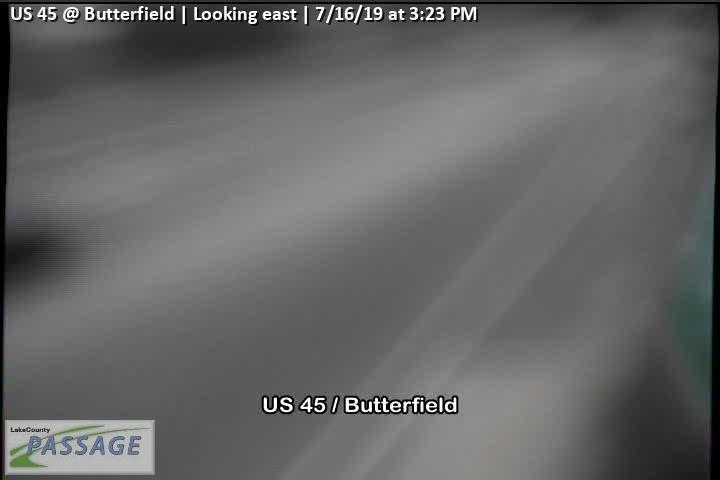 US 45 @ Butterfield | Looking east | 7/16/19 at 3:23 PM
US 45 / Butterfield
LakeCounty
PASSAGE